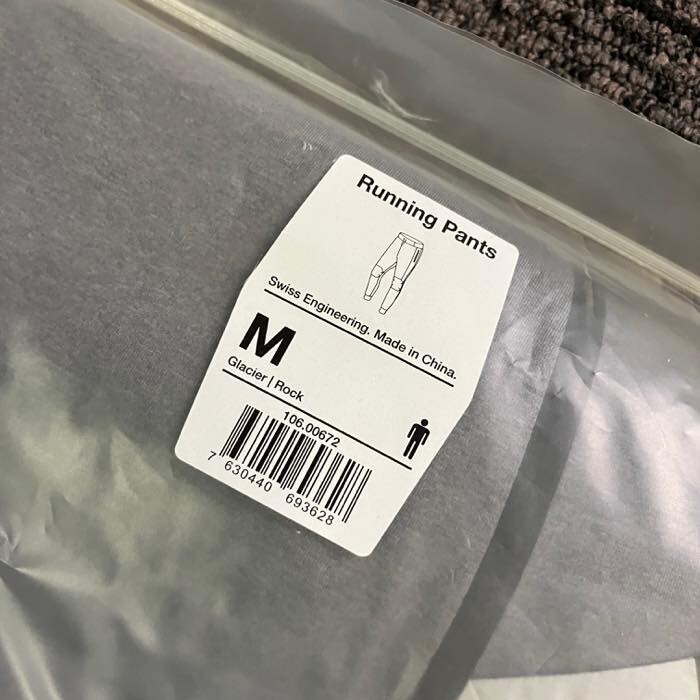 Running Pants
Swiss Engineering. Made in China.
M
Glacier | Rock
106.00672
7 630440 693628